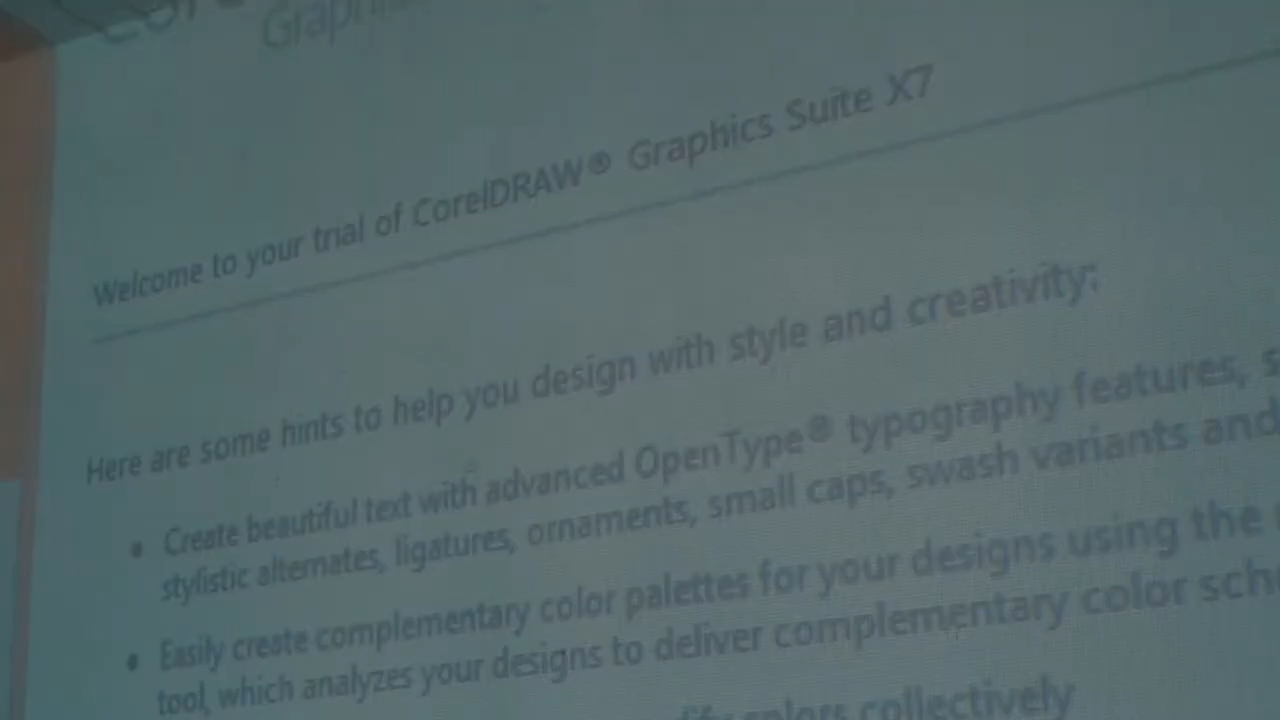 Graphics
Welcome to your trial of CorelDRAW® Graphics Suite X7
Here are some hints to help you design with style and creativity:
• Create beautiful text with advanced OpenType® typography features,
stylistic alternates, ligatures, ornaments, small caps, swash variants and
• Easily create complementary color palettes for your designs using the
tool, which analyzes your designs to deliver complementary color
colors collectively